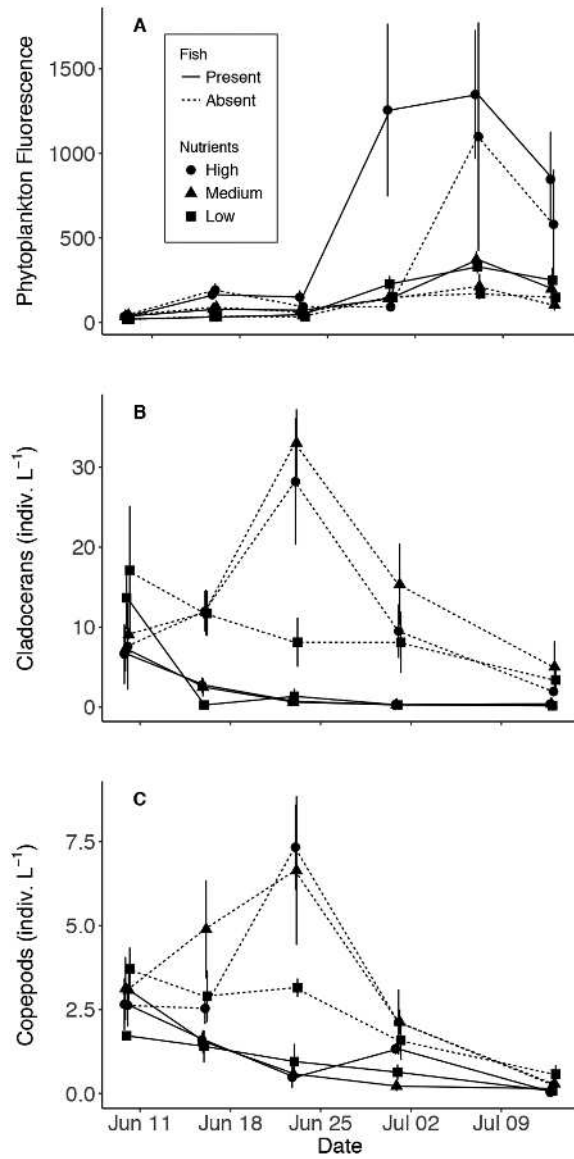 A
Fish
Present
Absent
Nutrients
High
Medium
Low
1500
1000
500
0
Phytoplankton Fluorescence
B
30
20
10
0
Cladocerans (indiv. L⁻¹)
C
7.5
5.0
2.5
0.0
Copepods (indiv. L⁻¹)
Jun 11 Jun 18 Jun 25 Jul 02 Jul 09
Date